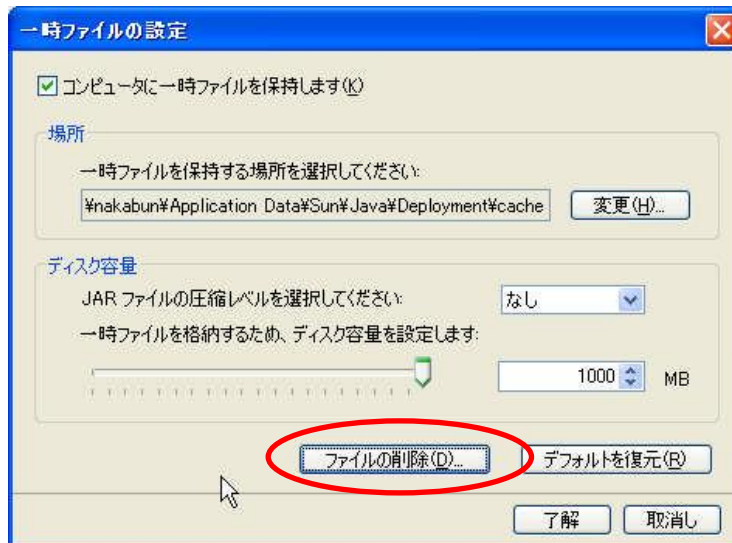 一時ファイルの設定
コンピュータに一時ファイルを保持します(K)
場所
一時ファイルを保持する場所を選択してください:
¥nakabun¥Application Data¥Sun¥Java¥Deployment¥cache 変更(H)...
ディスク容量
JAR ファイルの圧縮レベルを選択してください: なし
一時ファイルを格納するため、ディスク容量を設定します:
1000 MB
ファイルの削除(D)... デフォルトを復元(R)
了解 取消し